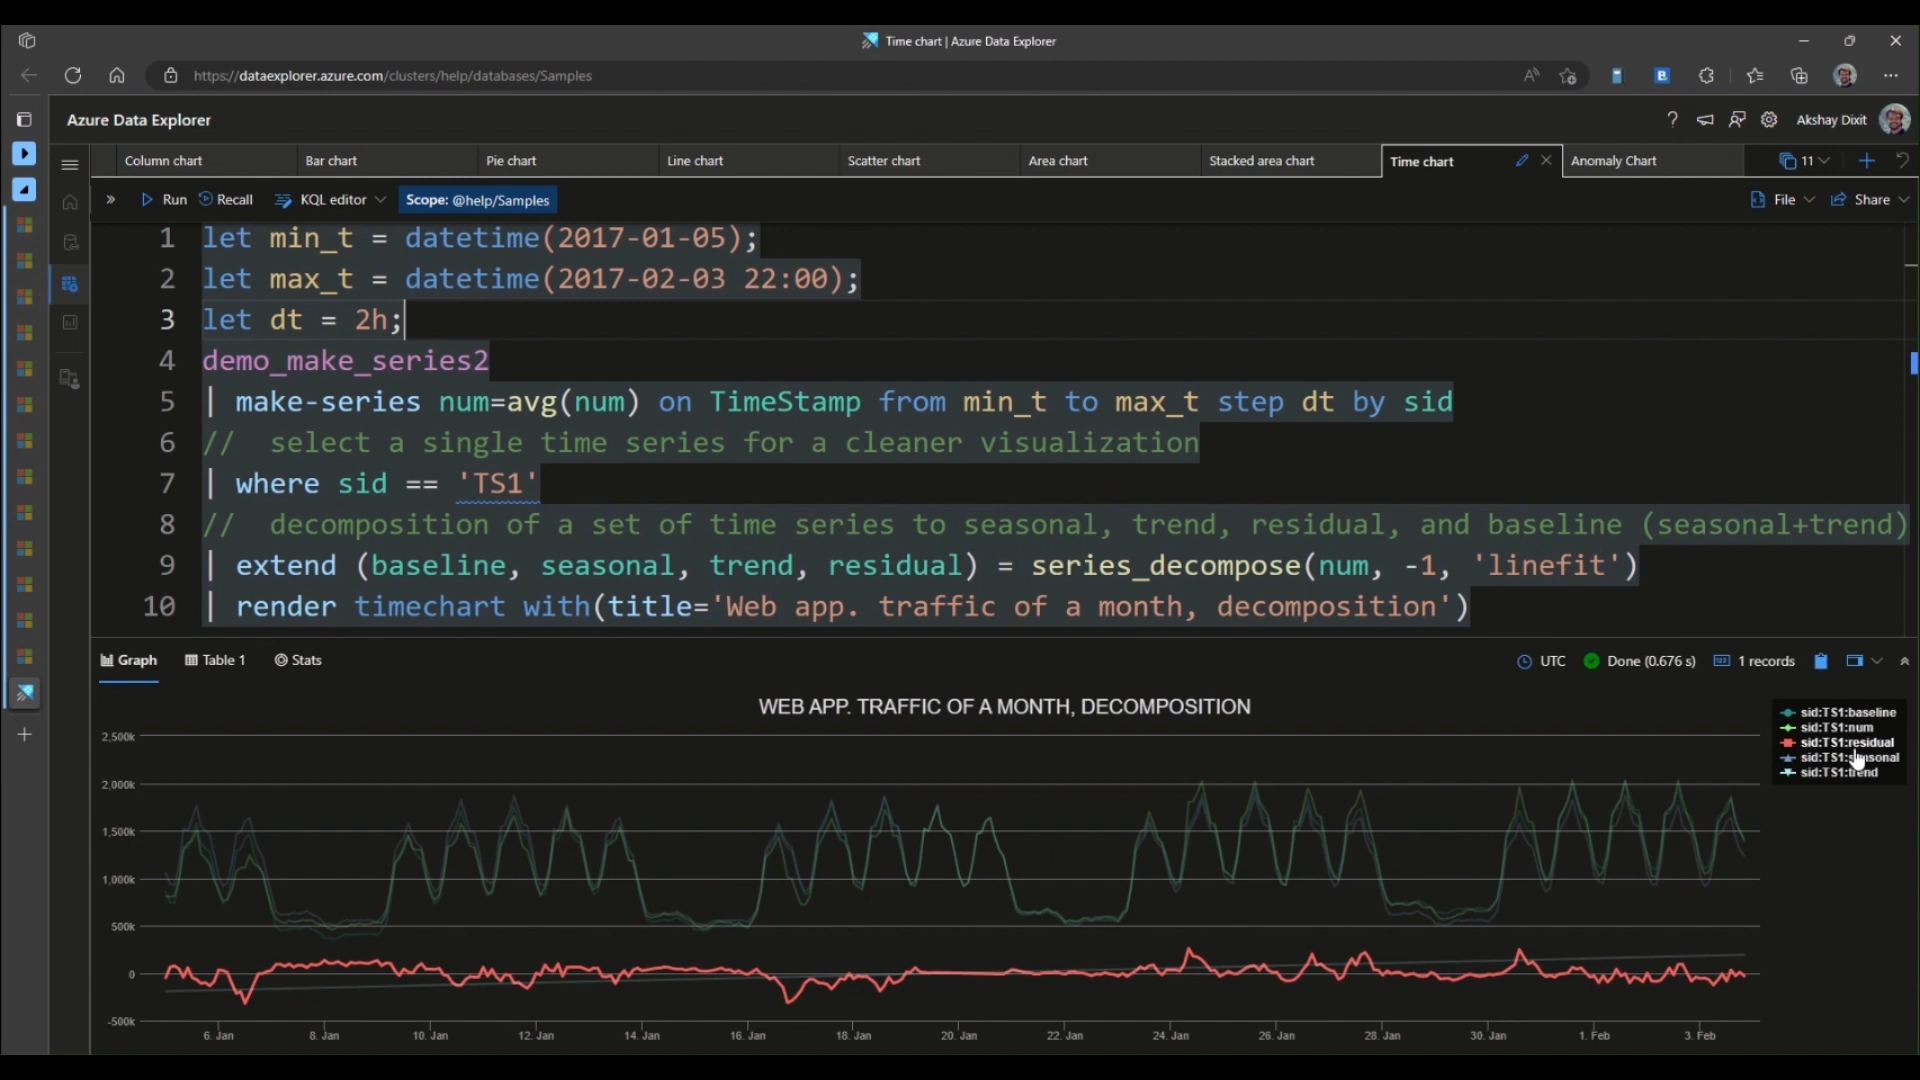 Time chart | Azure Data Explorer
https://dataexplorer.azure.com/clusters/help/databases/Samples
Azure Data Explorer
Akshay Dixit
Column chart
Bar chart
Pie chart
Line chart
Scatter chart
Area chart
Stacked area chart
Time chart
Anomaly Chart
11
Run
Recall
KQL editor
Scope: @help/Samples
File
Share
1 let min_t = datetime(2017-01-05);
2 let max_t = datetime(2017-02-03 22:00);
3 let dt = 2h;
4 demo_make_series2
5 | make-series num=avg(num) on TimeStamp from min_t to max_t step dt by sid
6 //  select a single time series for a cleaner visualization
7 | where sid == 'TS1'
8 //  decomposition of a set of time series to seasonal, trend, residual, and baseline (seasonal+trend)
9 | extend (baseline, seasonal, trend, residual) = series_decompose(num, -1, 'linefit')
10 | render timechart with(title='Web app. traffic of a month, decomposition')
Graph
Table 1
Stats
UTC
Done (0.676 s)
1 records
WEB APP. TRAFFIC OF A MONTH, DECOMPOSITION
sid:TS1:baseline
sid:TS1:num
sid:TS1:residual
sid:TS1:seasonal
sid:TS1:trend
2,500k
2,000k
1,500k
1,000k
500k
0
-500k
6. Jan
8. Jan
10. Jan
12. Jan
14. Jan
16. Jan
18. Jan
20. Jan
22. Jan
24. Jan
26. Jan
28. Jan
30. Jan
1. Feb
3. Feb